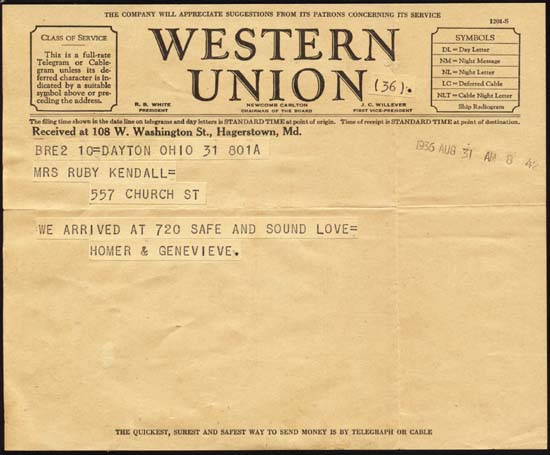 THE COMPANY WILL APPRECIATE SUGGESTIONS FROM ITS PATRONS CONCERNING ITS SERVICE
1201-S
CLASS OF SERVICE
This is a full-rate
Telegram or Cable-
gram unless its de-
ferred character is in-
dicated by a suitable
symbol above or pre-
ceding the address.
WESTERN
UNION
(36).
R. B. WHITE
PRESIDENT
NEWCOMB CARLTON
CHAIRMAN OF THE BOARD
J. C. WILLEVER
FIRST VICE-PRESIDENT
SYMBOLS
DL = Day Letter
NM = Night Message
NL = Night Letter
LC = Deferred Cable
NLT = Cable Night Letter
Ship Radiogram
The filing time shown in the date line on telegrams and day letters is STANDARD TIME at point of origin. Time of receipt is STANDARD TIME at point of destination.
Received at 108 W. Washington St., Hagerstown, Md.
BRE2 10=DAYTON OHIO 31 801A
1936 AUG 31 AM 8 42
MRS RUBY KENDALL=
557 CHURCH ST
WE ARRIVED AT 720 SAFE AND SOUND LOVE=
HOMER & GENEVIEVE.
THE QUICKEST, SUREST AND SAFEST WAY TO SEND MONEY IS BY TELEGRAPH OR CABLE